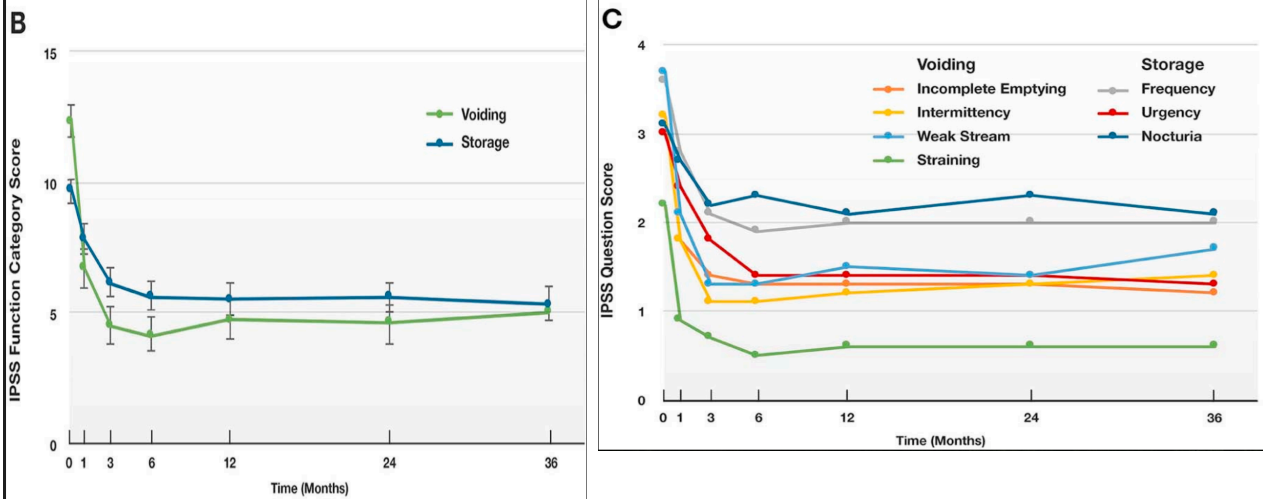 B
IPSS Function Category Score
15
10
5
0
Voiding
Storage
0 1 3 6 12 24 36
Time (Months)
C
IPSS Question Score
4
3
2
1
0
Voiding
Incomplete Emptying
Intermittency
Weak Stream
Straining
Storage
Frequency
Urgency
Nocturia
0 1 3 6 12 24 36
Time (Months)